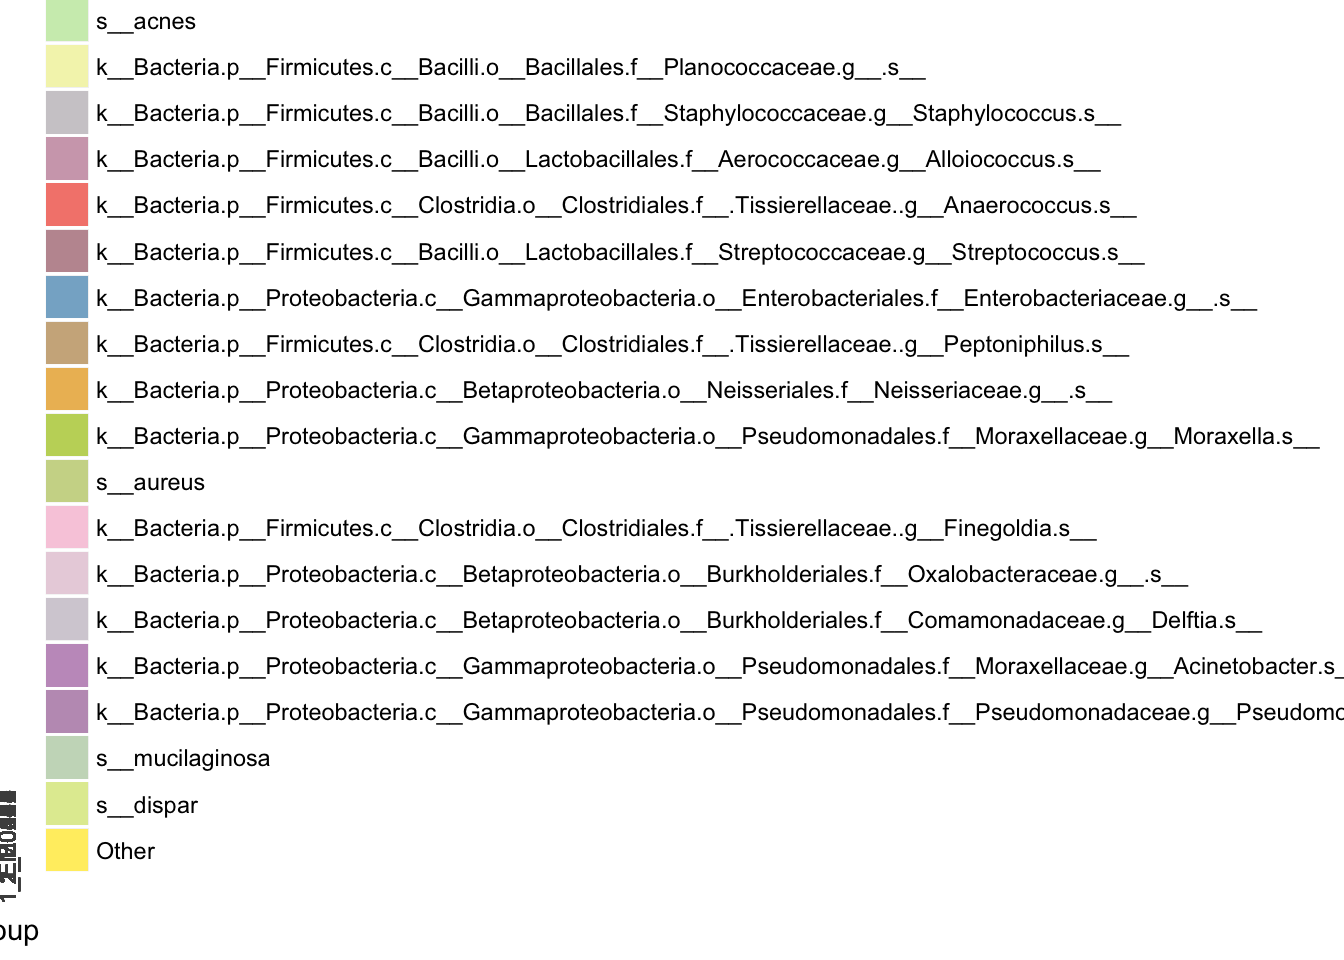 s__acnes
k__Bacteria.p__Firmicutes.c__Bacilli.o__Bacillales.f__Planococcaceae.g__.s__
k__Bacteria.p__Firmicutes.c__Bacilli.o__Bacillales.f__Staphylococcaceae.g__Staphylococcus.s__
k__Bacteria.p__Firmicutes.c__Bacilli.o__Lactobacillales.f__Aerococcaceae.g__Alloiococcus.s__
k__Bacteria.p__Firmicutes.c__Clostridia.o__Clostridiales.f__.Tissierellaceae..g__Anaerococcus.s__
k__Bacteria.p__Firmicutes.c__Bacilli.o__Lactobacillales.f__Streptococcaceae.g__Streptococcus.s__
k__Bacteria.p__Proteobacteria.c__Gammaproteobacteria.o__Enterobacteriales.f__Enterobacteriaceae.g__.s__
k__Bacteria.p__Firmicutes.c__Clostridia.o__Clostridiales.f__.Tissierellaceae..g__Peptoniphilus.s__
k__Bacteria.p__Proteobacteria.c__Betaproteobacteria.o__Neisseriales.f__Neisseriaceae.g__.s__
k__Bacteria.p__Proteobacteria.c__Gammaproteobacteria.o__Pseudomonadales.f__Moraxellaceae.g__Moraxella.s__
s__aureus
k__Bacteria.p__Firmicutes.c__Clostridia.o__Clostridiales.f__.Tissierellaceae..g__Finegoldia.s__
k__Bacteria.p__Proteobacteria.c__Betaproteobacteria.o__Burkholderiales.f__Oxalobacteraceae.g__.s__
k__Bacteria.p__Proteobacteria.c__Betaproteobacteria.o__Burkholderiales.f__Comamonadaceae.g__Delftia.s__
k__Bacteria.p__Proteobacteria.c__Gammaproteobacteria.o__Pseudomonadales.f__Moraxellaceae.g__Acinetobacter.s_
k__Bacteria.p__Proteobacteria.c__Gammaproteobacteria.o__Pseudomonadales.f__Pseudomonadaceae.g__Pseudomo
s__mucilaginosa
s__dispar
Other
oup